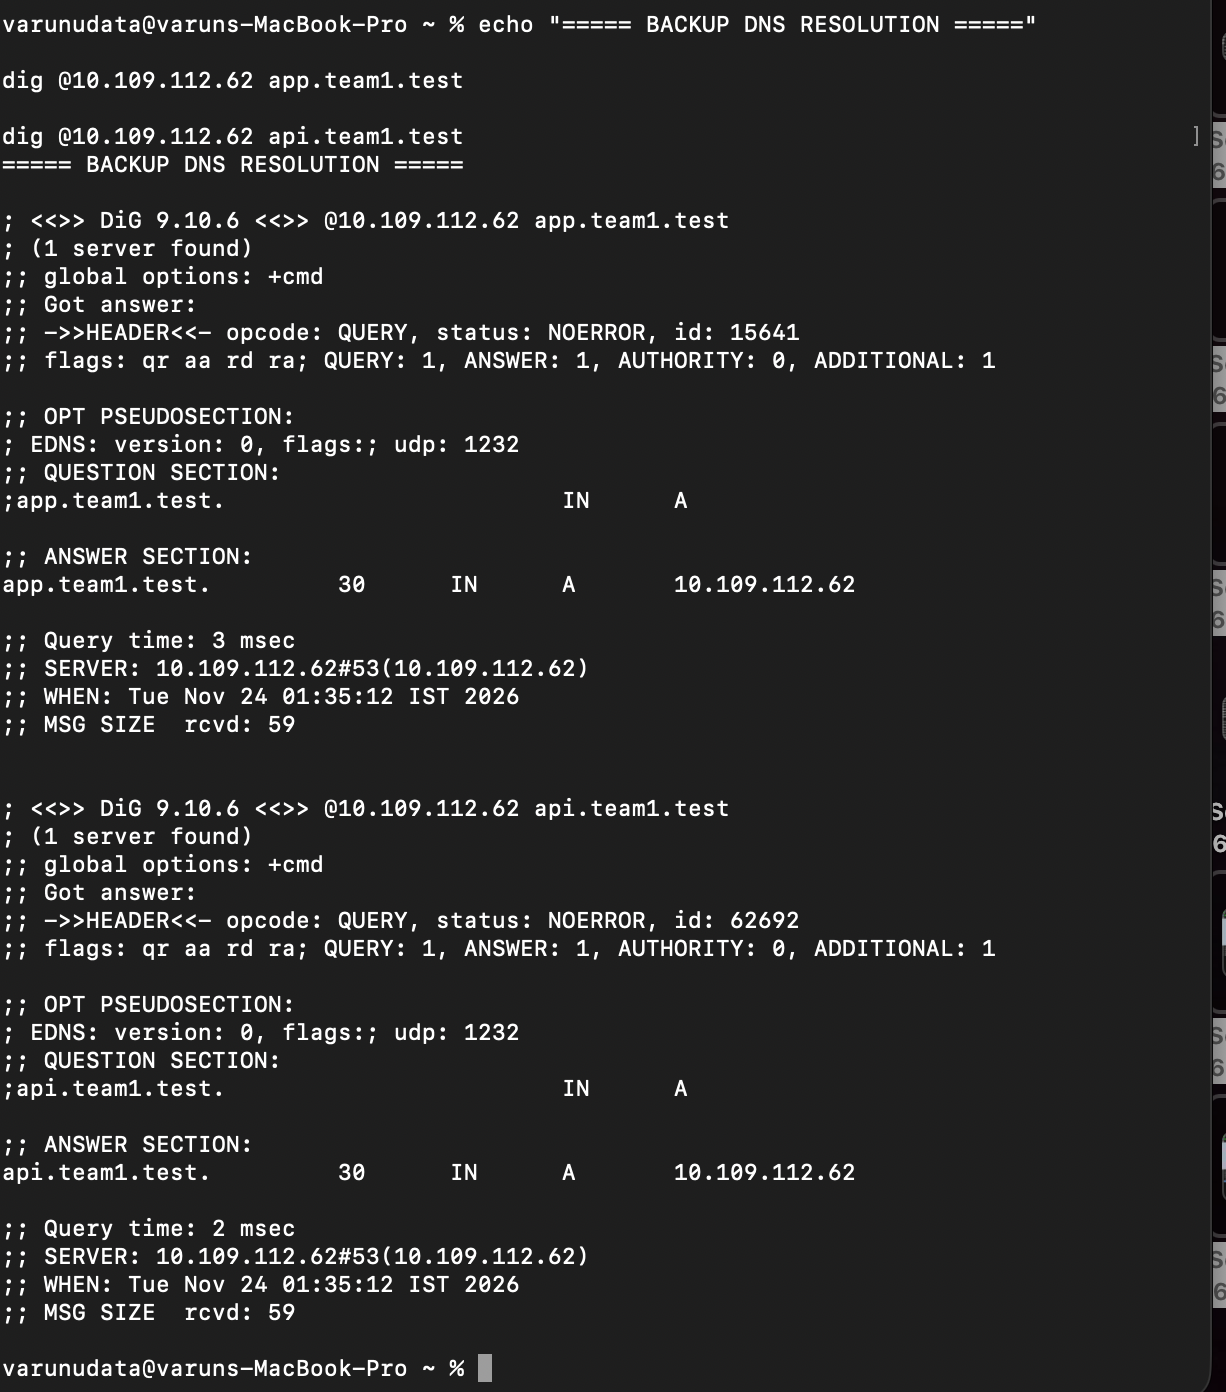 varunudata@varuns-MacBook-Pro ~ % echo "===== BACKUP DNS RESOLUTION ====="
dig @10.109.112.62 app.team1.test
dig @10.109.112.62 api.team1.test ]
===== BACKUP DNS RESOLUTION =====
; <<>> DiG 9.10.6 <<>> @10.109.112.62 app.team1.test
; (1 server found)
;; global options: +cmd
;; Got answer:
;; ->>HEADER<<- opcode: QUERY, status: NOERROR, id: 15641
;; flags: qr aa rd ra; QUERY: 1, ANSWER: 1, AUTHORITY: 0, ADDITIONAL: 1
;; OPT PSEUDOSECTION:
; EDNS: version: 0, flags:; udp: 1232
;; QUESTION SECTION:
;app.team1.test. IN A
;; ANSWER SECTION:
app.team1.test. 30 IN A 10.109.112.62
;; Query time: 3 msec
;; SERVER: 10.109.112.62#53(10.109.112.62)
;; WHEN: Tue Nov 24 01:35:12 IST 2026
;; MSG SIZE  rcvd: 59
; <<>> DiG 9.10.6 <<>> @10.109.112.62 api.team1.test
; (1 server found)
;; global options: +cmd
;; Got answer:
;; ->>HEADER<<- opcode: QUERY, status: NOERROR, id: 62692
;; flags: qr aa rd ra; QUERY: 1, ANSWER: 1, AUTHORITY: 0, ADDITIONAL: 1
;; OPT PSEUDOSECTION:
; EDNS: version: 0, flags:; udp: 1232
;; QUESTION SECTION:
;api.team1.test. IN A
;; ANSWER SECTION:
api.team1.test. 30 IN A 10.109.112.62
;; Query time: 2 msec
;; SERVER: 10.109.112.62#53(10.109.112.62)
;; WHEN: Tue Nov 24 01:35:12 IST 2026
;; MSG SIZE  rcvd: 59
varunudata@varuns-MacBook-Pro ~ %